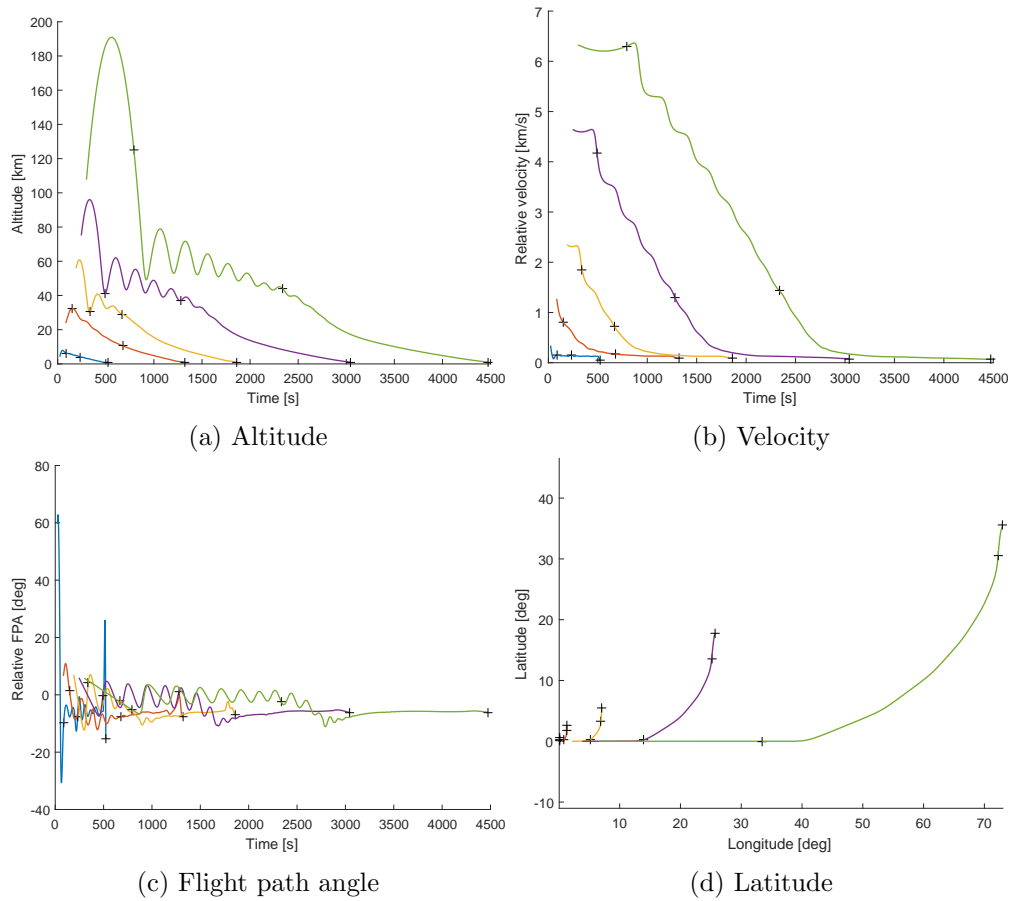 200
180
160
140
120
100
80
60
40
20
0
Altitude [km]
0 500 1000 1500 2000 2500 3000 3500 4000 4500
Time [s]
(a) Altitude
7
6
5
4
3
2
1
0
Relative velocity [km/s]
0 500 1000 1500 2000 2500 3000 3500 4000 4500
Time [s]
(b) Velocity
80
60
40
20
0
-20
-40
Relative FPA [deg]
0 500 1000 1500 2000 2500 3000 3500 4000 4500
Time [s]
(c) Flight path angle
40
30
20
10
0
-10
Latitude [deg]
10 20 30 40 50 60 70
Longitude [deg]
(d) Latitude